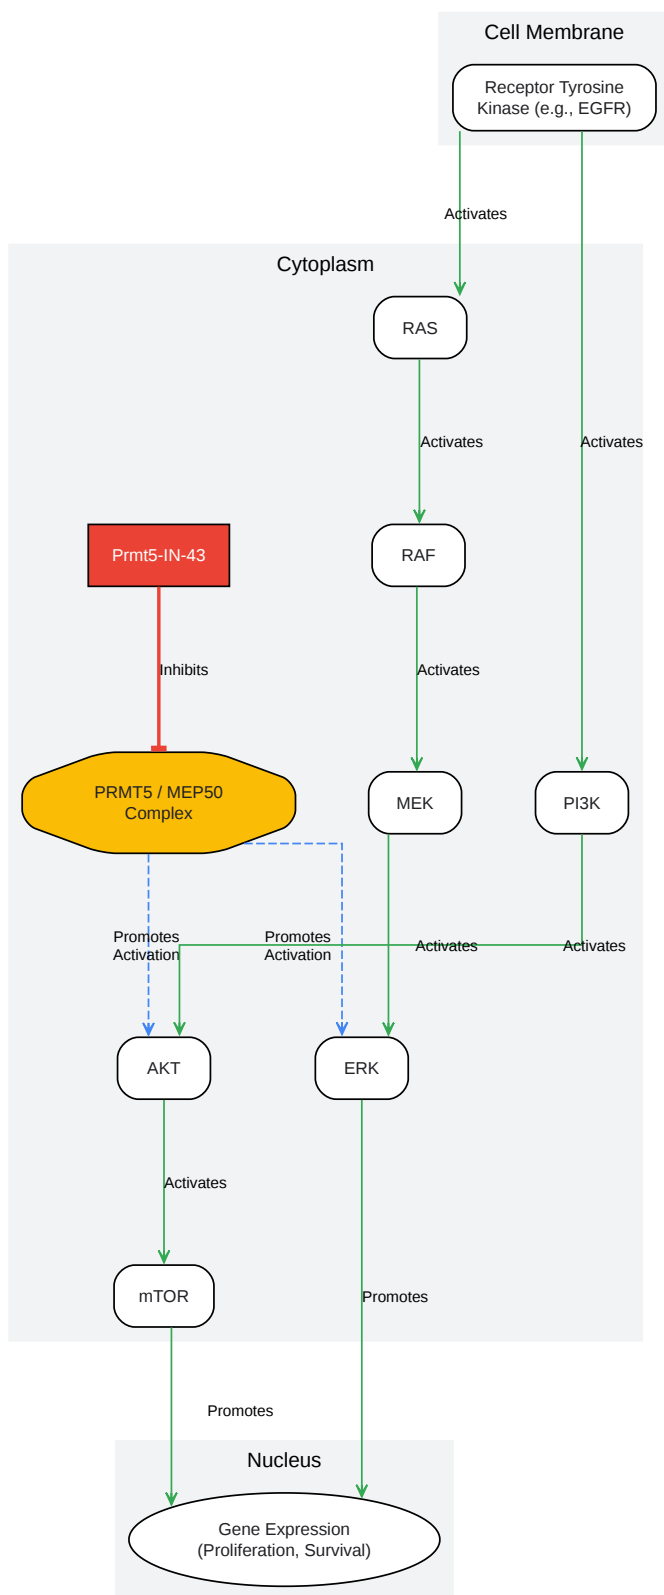 Cell Membrane
Receptor Tyrosine
Kinase (e.g., EGFR)
Activates
Cytoplasm
RAS
Activates
Activates
Prmt5-IN-43
RAF
Inhibits
Activates
PRMT5 / MEP50
Complex
MEK
PI3K
Promotes
Activation
Promotes
Activation
Activates
Activates
AKT
ERK
Activates
mTOR
Promotes
Promotes
Nucleus
Gene Expression
(Proliferation, Survival)